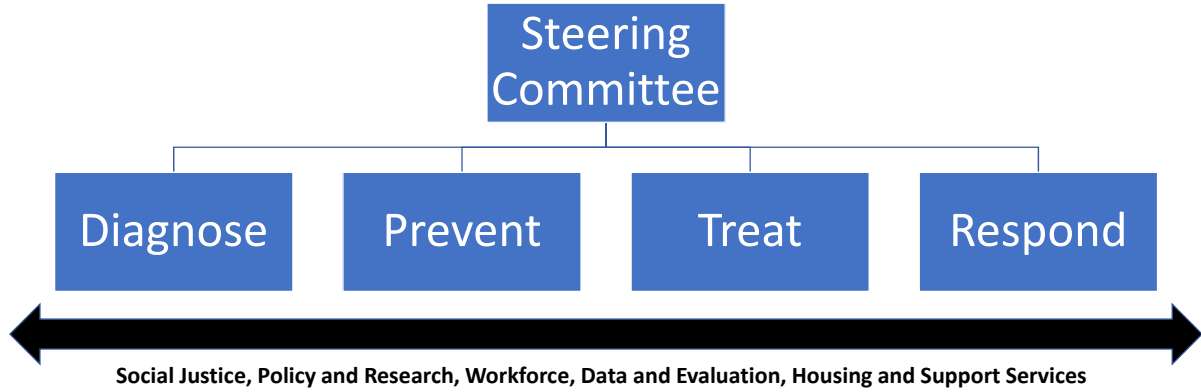 Steering
Committee
Diagnose
Prevent
Treat
Respond
Social Justice, Policy and Research, Workforce, Data and Evaluation, Housing and Support Services